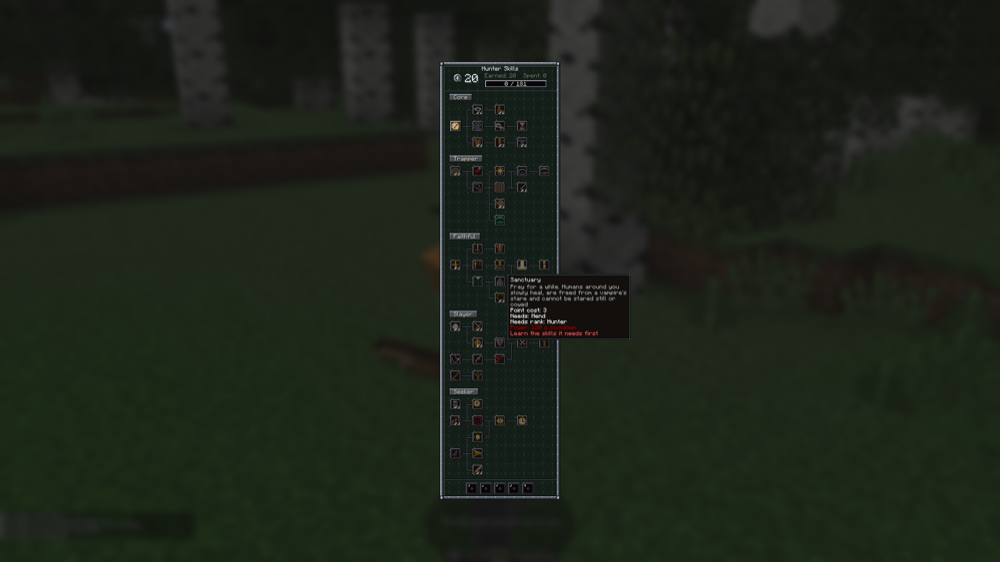 Hunter Skills
20
Earned 20 Spent 0
0 / 181
Core
Trapper
Faithful
Sanctuary
Pray for a while. Humans around you
slowly heal, are freed from a vampire's
stare and cannot be stared still or
cowed
Point cost: 3
Needs: Mend
Needs rank: Hunter
Learn the skills it needs first
Slayer
Seeker